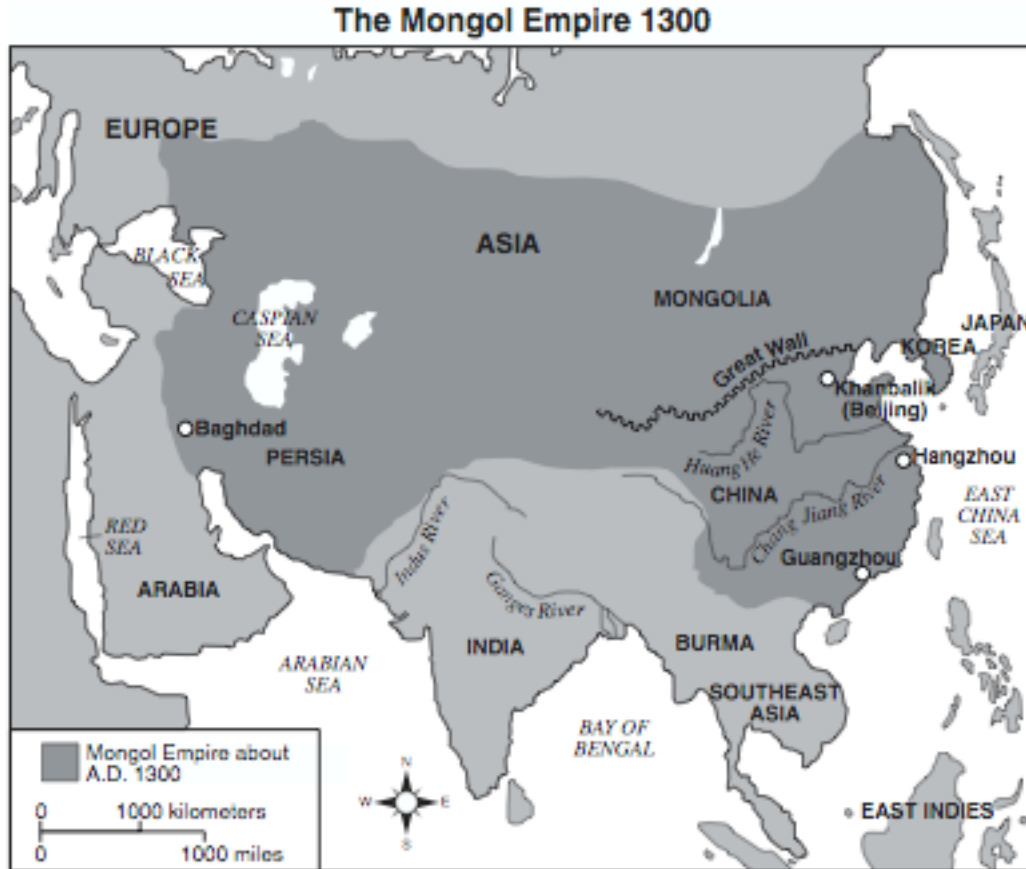 The Mongol Empire 1300
EUROPE
ASIA
BLACK
SEA
MONGOLIA
CASPIAN
SEA
JAPAN
KOREA
Great Wall
Khanbalik
(Beijing)
Baghdad
PERSIA
Huang He River
Hangzhou
CHINA
Chang Jiang River
EAST
CHINA
SEA
RED
SEA
Indus River
Guangzhou
ARABIA
Ganges River
INDIA
BURMA
ARABIAN
SEA
SOUTHEAST
ASIA
BAY OF
BENGAL
Mongol Empire about
A.D. 1300
0 1000 kilometers
0 1000 miles
N
W E
S
EAST INDIES